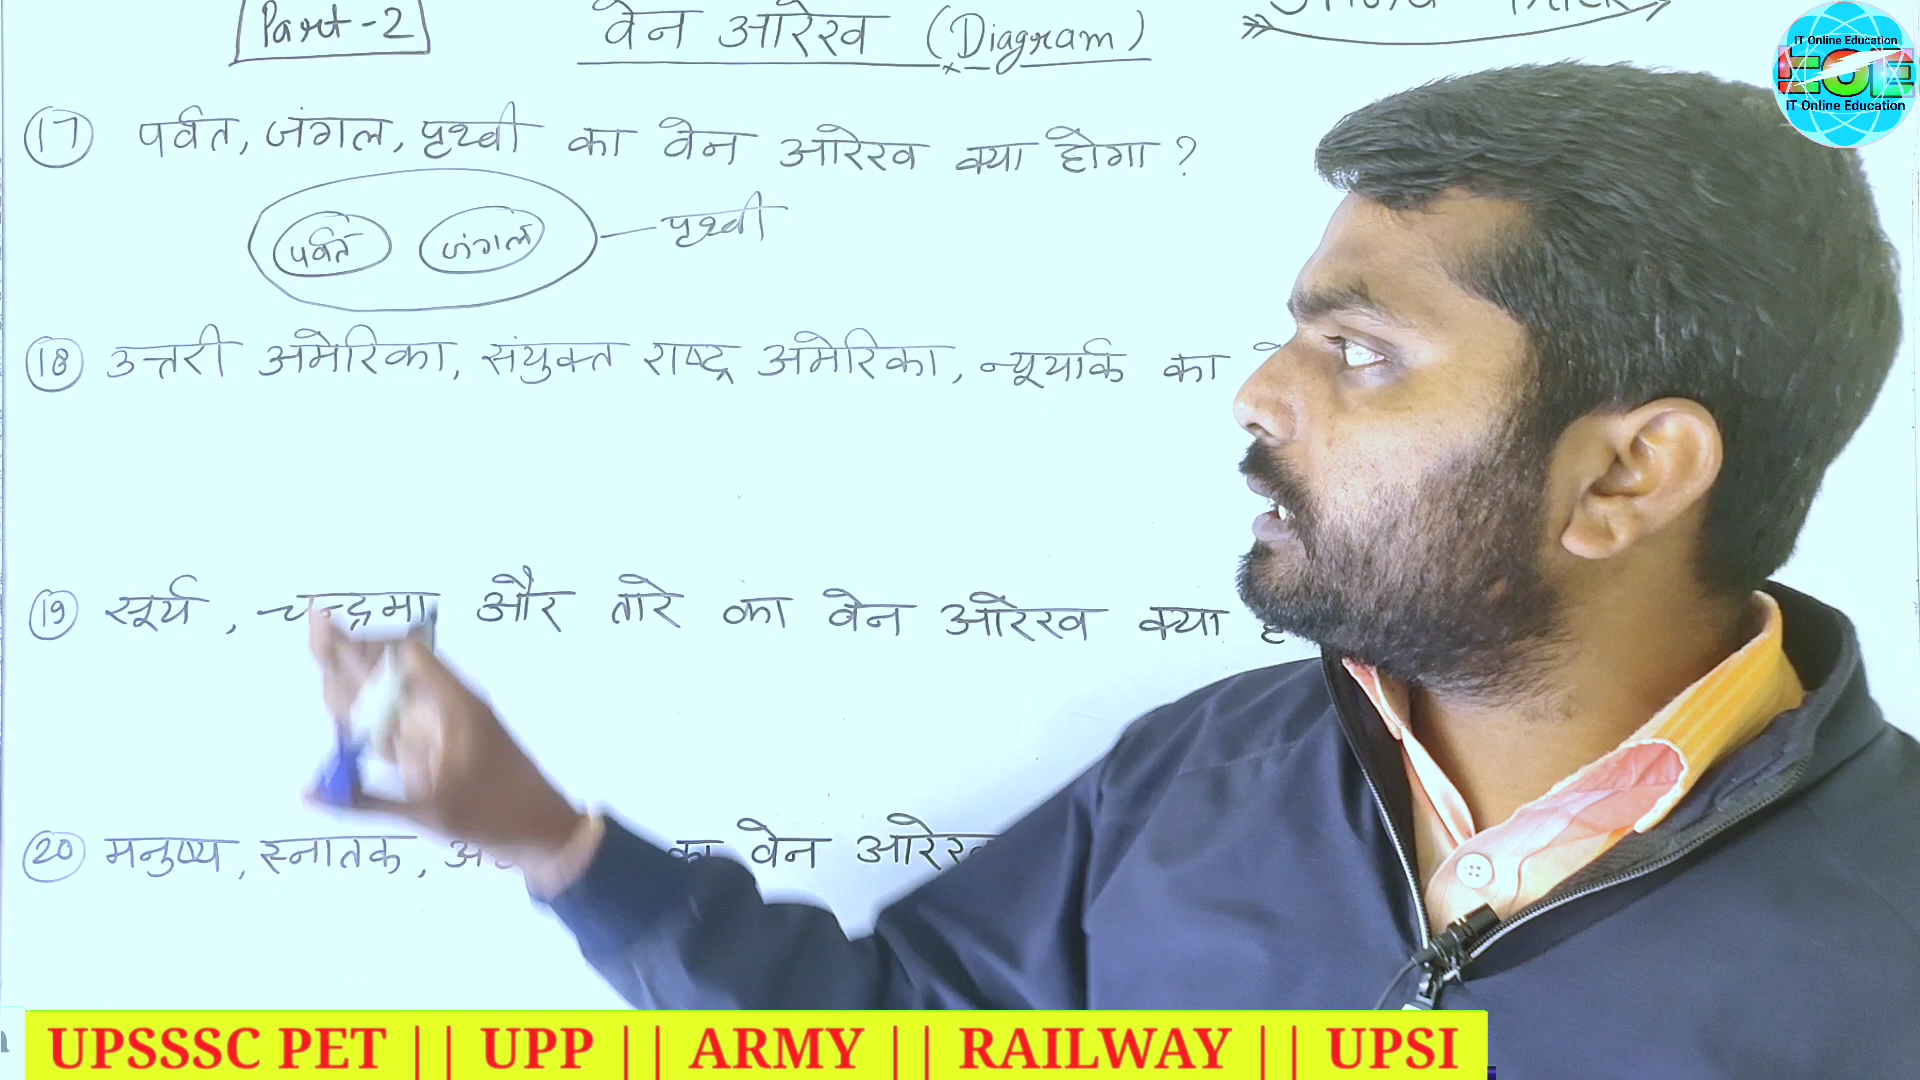 Part-2
वेन आरेख (Diagram)
IT Online Education
EOE
IT Online Education
(17) पर्वत, जंगल, पृथ्वी का वेन आरेख क्या होगा ?
पर्वत जंगल पृथ्वी
(18) उत्तरी अमेरिका, संयुक्त राष्ट्र अमेरिका, न्यूयार्क का
(19) सूर्य, चन्द्रमा और तारे का वेन आरेख क्या
(20) मनुष्य, स्नातक, का वेन आरेख
UPSSSC PET || UPP || ARMY || RAILWAY || UPSI